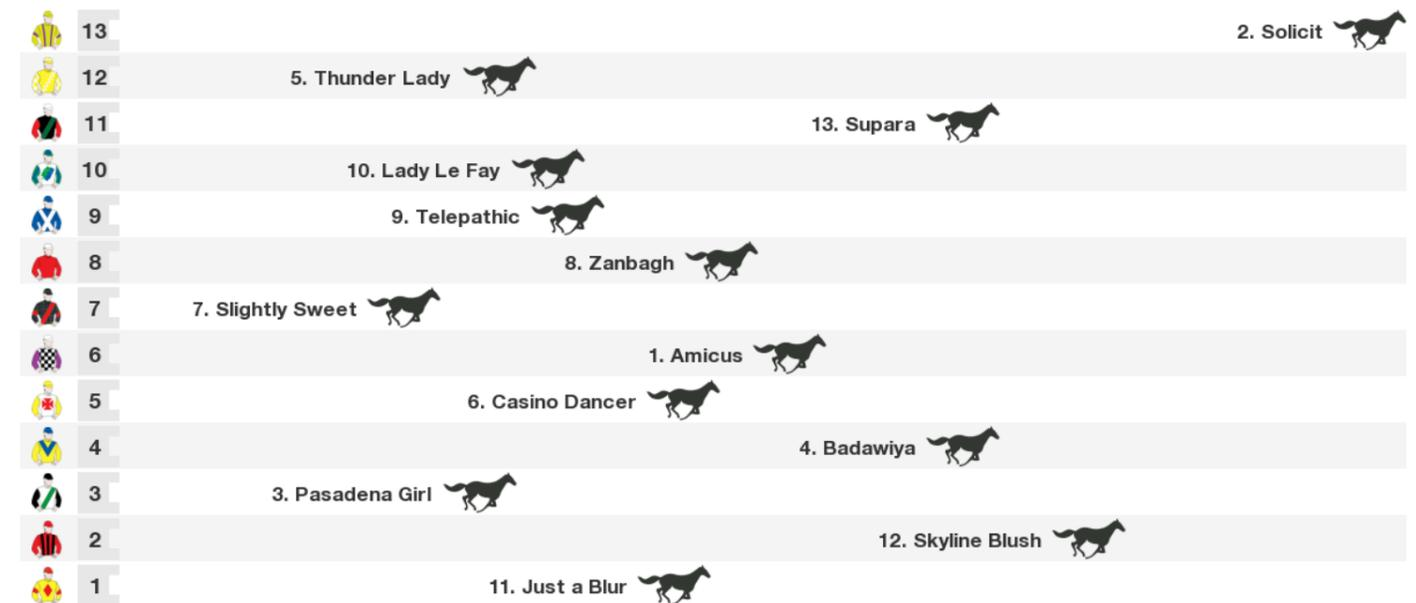 13 2. Solicit
12 5. Thunder Lady
11 13. Supara
10 10. Lady Le Fay
9 9. Telepathic
8 8. Zanbagh
7 7. Slightly Sweet
6 1. Amicus
5 6. Casino Dancer
4 4. Badawiya
3 3. Pasadena Girl
2 12. Skyline Blush
1 11. Just a Blur